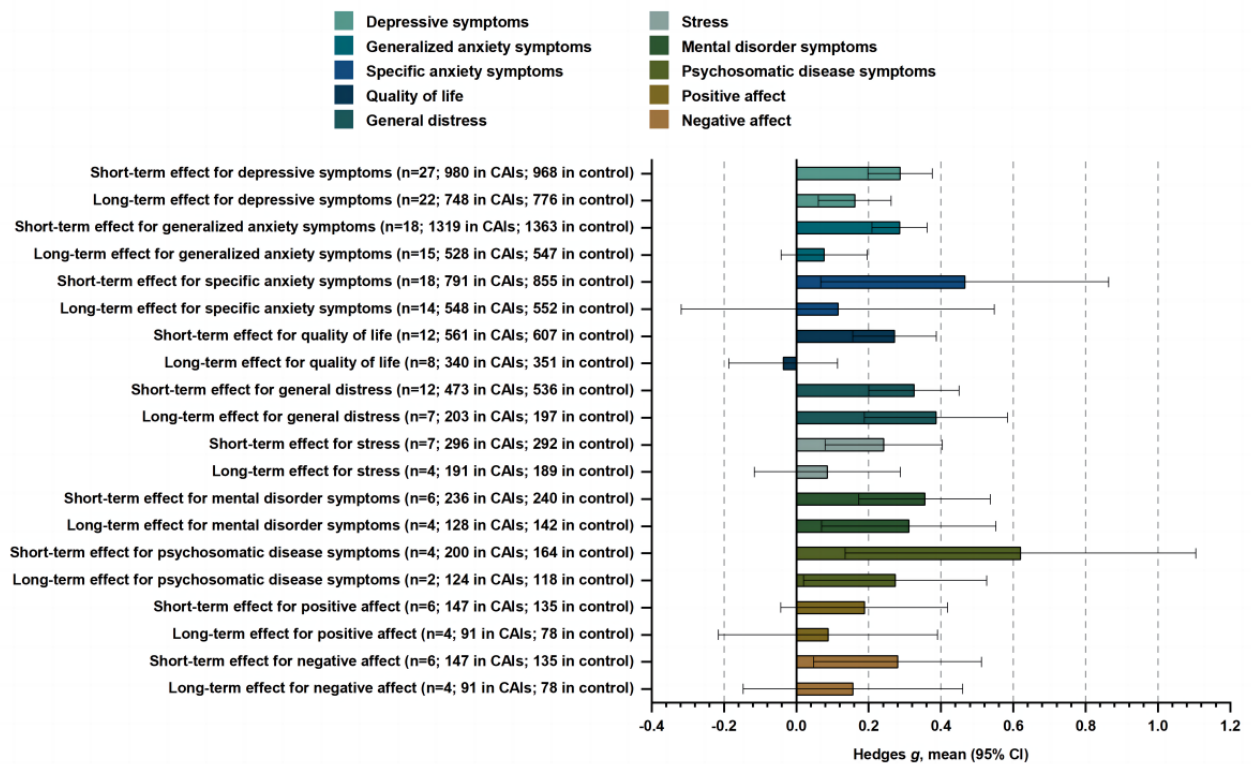 Depressive symptoms
Generalized anxiety symptoms
Specific anxiety symptoms
Quality of life
General distress
Stress
Mental disorder symptoms
Psychosomatic disease symptoms
Positive affect
Negative affect
Short-term effect for depressive symptoms (n=27; 980 in CAIs; 968 in control)
Long-term effect for depressive symptoms (n=22; 748 in CAIs; 776 in control)
Short-term effect for generalized anxiety symptoms (n=18; 1319 in CAIs; 1363 in control)
Long-term effect for generalized anxiety symptoms (n=15; 528 in CAIs; 547 in control)
Short-term effect for specific anxiety symptoms (n=18; 791 in CAIs; 855 in control)
Long-term effect for specific anxiety symptoms (n=14; 548 in CAIs; 552 in control)
Short-term effect for quality of life (n=12; 561 in CAIs; 607 in control)
Long-term effect for quality of life (n=8; 340 in CAIs; 351 in control)
Short-term effect for general distress (n=12; 473 in CAIs; 536 in control)
Long-term effect for general distress (n=7; 203 in CAIs; 197 in control)
Short-term effect for stress (n=7; 296 in CAIs; 292 in control)
Long-term effect for stress (n=4; 191 in CAIs; 189 in control)
Short-term effect for mental disorder symptoms (n=6; 236 in CAIs; 240 in control)
Long-term effect for mental disorder symptoms (n=4; 128 in CAIs; 142 in control)
Short-term effect for psychosomatic disease symptoms (n=4; 200 in CAIs; 164 in control)
Long-term effect for psychosomatic disease symptoms (n=2; 124 in CAIs; 118 in control)
Short-term effect for positive affect (n=6; 147 in CAIs; 135 in control)
Long-term effect for positive affect (n=4; 91 in CAIs; 78 in control)
Short-term effect for negative affect (n=6; 147 in CAIs; 135 in control)
Long-term effect for negative affect (n=4; 91 in CAIs; 78 in control)
-0.4 -0.2 0.0 0.2 0.4 0.6 0.8 1.0 1.2
Hedges g, mean (95% CI)